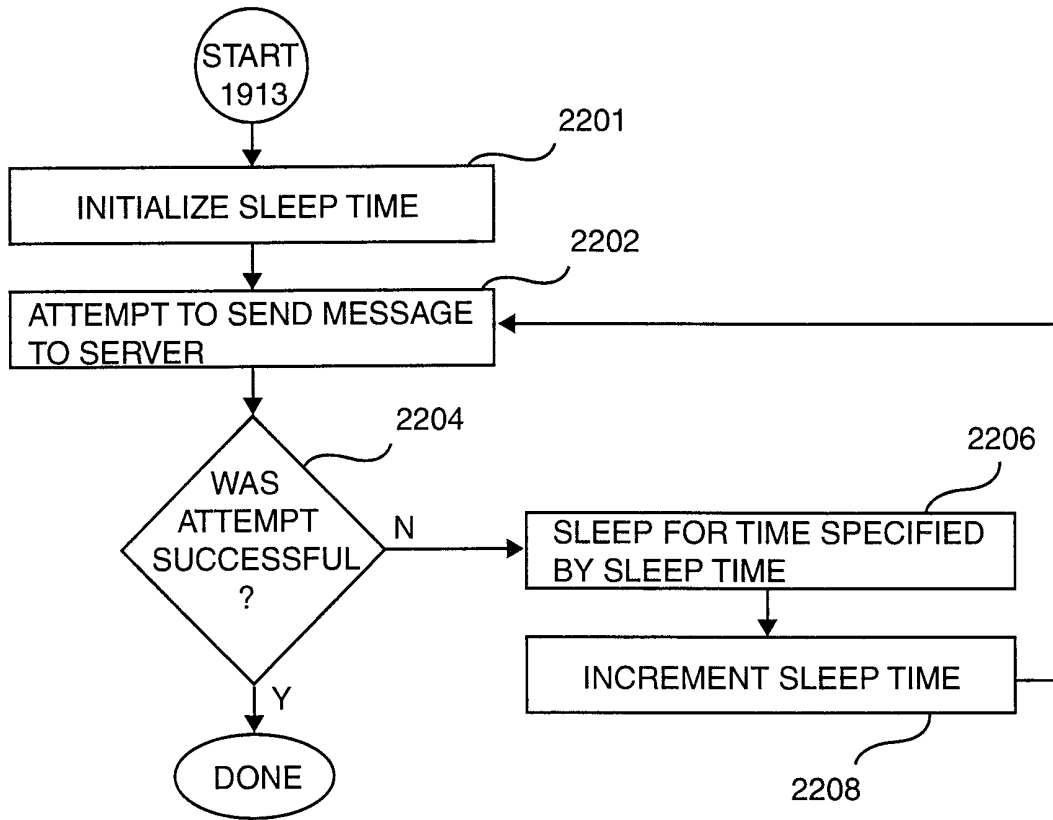 START
1913
2201
INITIALIZE SLEEP TIME
2202
ATTEMPT TO SEND MESSAGE
TO SERVER
2204
WAS
ATTEMPT
SUCCESSFUL
?
N
2206
SLEEP FOR TIME SPECIFIED
BY SLEEP TIME
INCREMENT SLEEP TIME
2208
Y
DONE